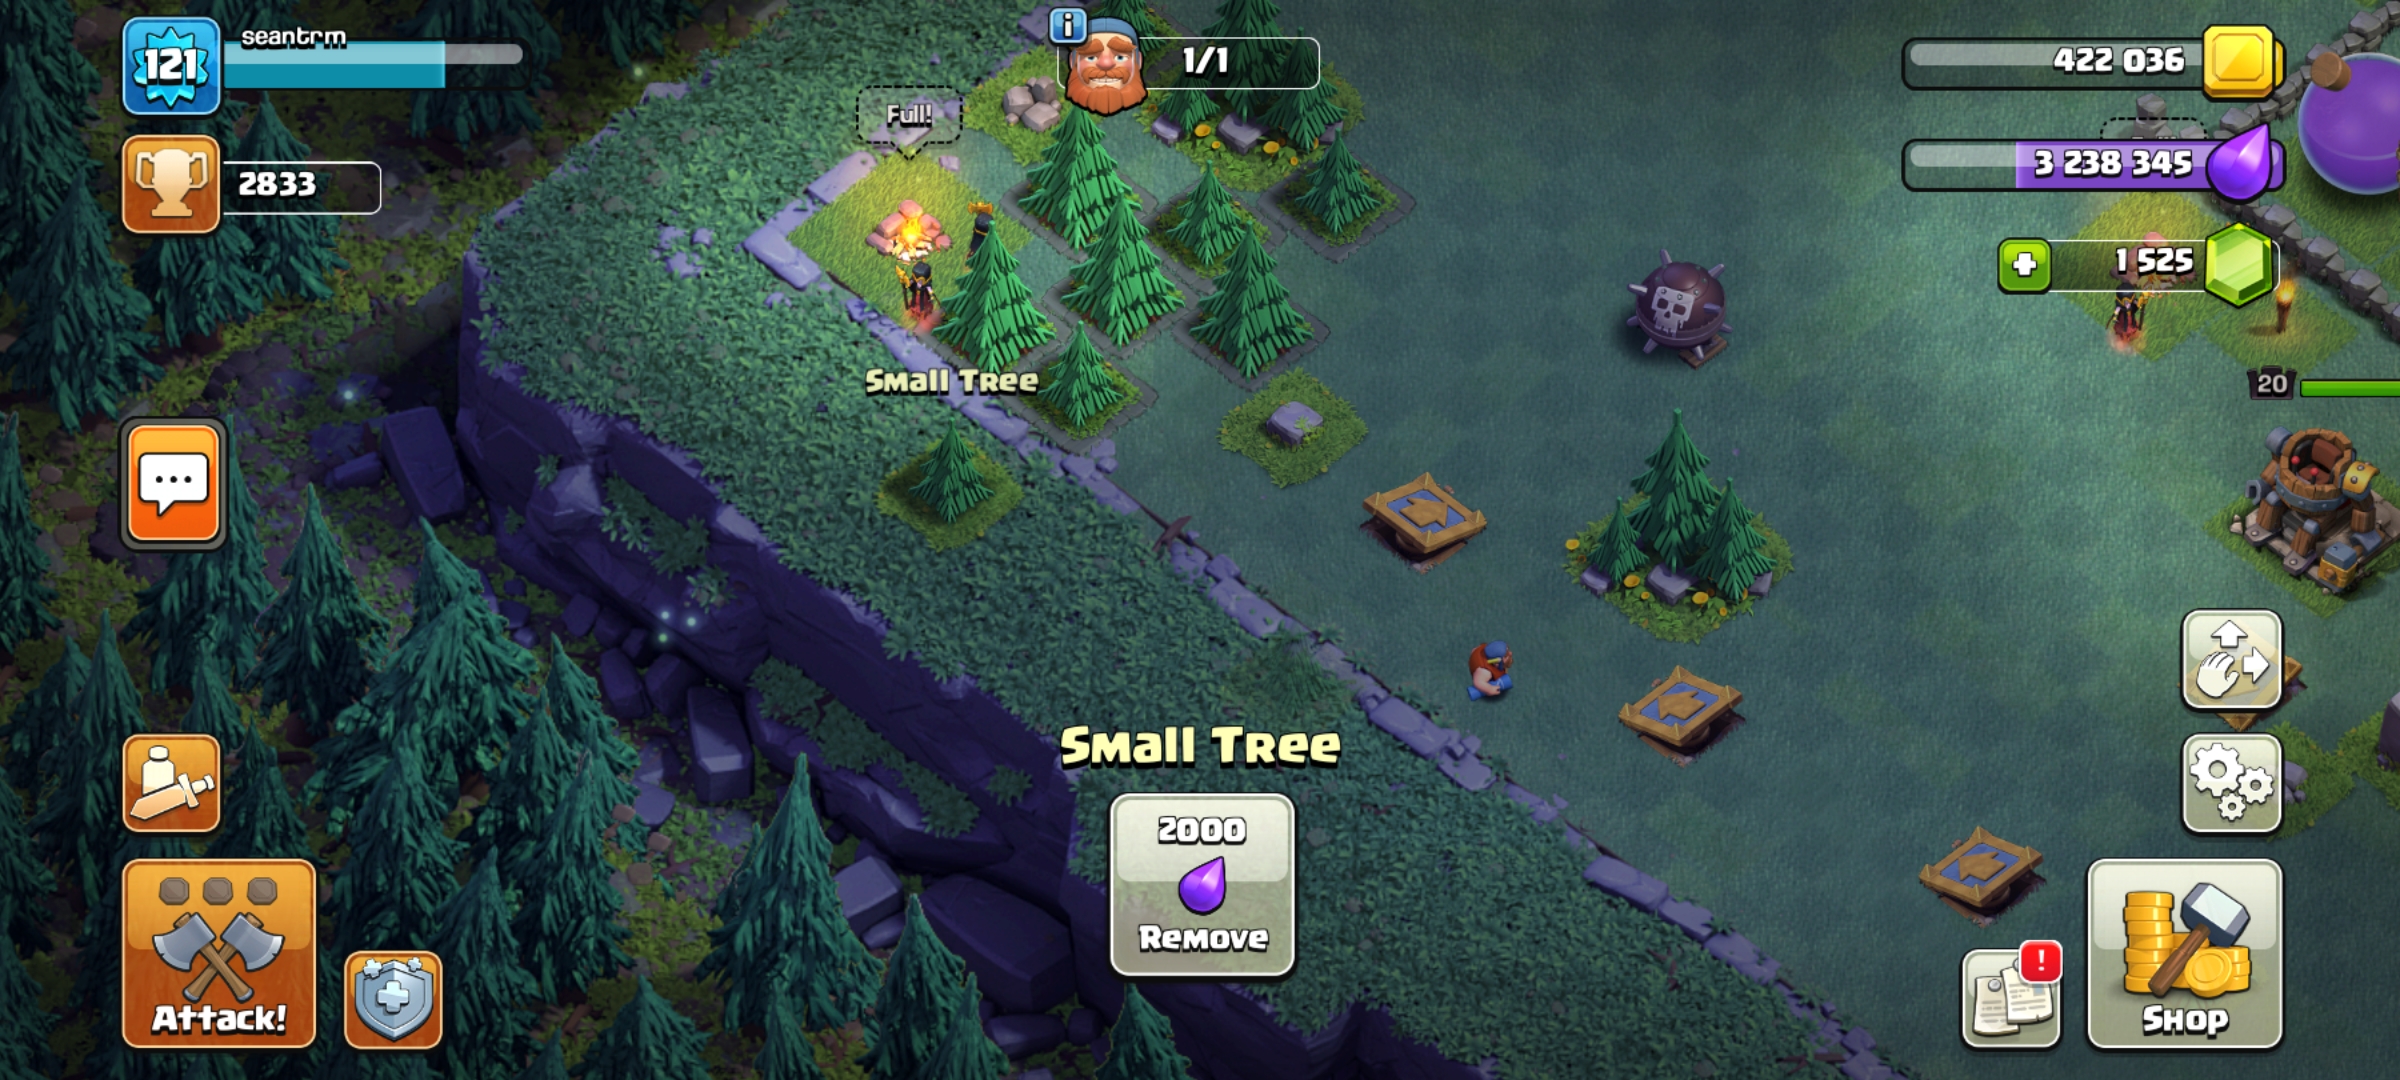 121
seantrm
1/1
422 036
2833
Full!
3 238 345
1 525
Small Tree
20
Small Tree
2000
Remove
Attack!
!
Shop